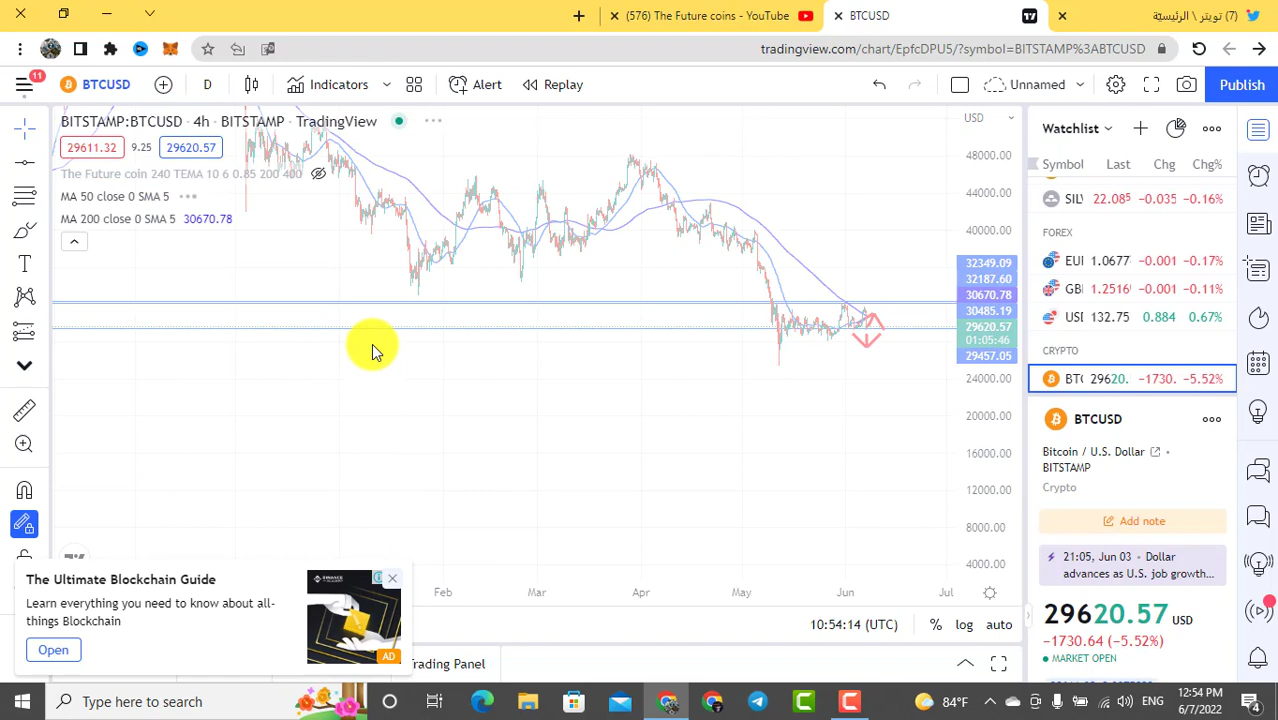 (576) The Future coins - YouTube
BTCUSD
(7) تويتر \ الرئيسيّة
tradingview.com/chart/EpfcDPU5/?symbol=BITSTAMP%3ABTCUSD
11
BTCUSD
D
Indicators
Alert
Replay
Unnamed
Publish
BITSTAMP:BTCUSD · 4h · BITSTAMP · TradingView
USD
29611.32
9.25
29620.57
The Future coin 240 TEMA 10 6 0.85 200 400
MA 50 close 0 SMA 5
MA 200 close 0 SMA 5 30670.78
48000.00
44000.00
40000.00
32349.09
32187.60
30670.78
30485.19
29620.57
01:05:46
29457.05
24000.00
20000.00
16000.00
12000.00
8000.00
4000.00
Feb
Mar
Apr
May
Jun
Jul
10:54:14 (UTC)
%
log
auto
Trading Panel
Watchlist
Symbol Last Chg Chg%
SIL 22.085 −0.035 −0.16%
FOREX
EUI 1.0677 −0.001 −0.17%
GB 1.2516 −0.001 −0.11%
US 132.75 0.884 0.67%
CRYPTO
BTC 29620. −1730. −5.52%
BTCUSD
Bitcoin / U.S. Dollar
BITSTAMP
Crypto
Add note
21:05, Jun 03 • Dollar
advances as U.S. job growth...
29620.57 USD
−1730.64 (−5.52%)
MARKET OPEN
The Ultimate Blockchain Guide
Learn everything you need to know about all-
things Blockchain
Open
BINANCE
AD
Type here to search
84°F
ENG
12:54 PM
6/7/2022
4